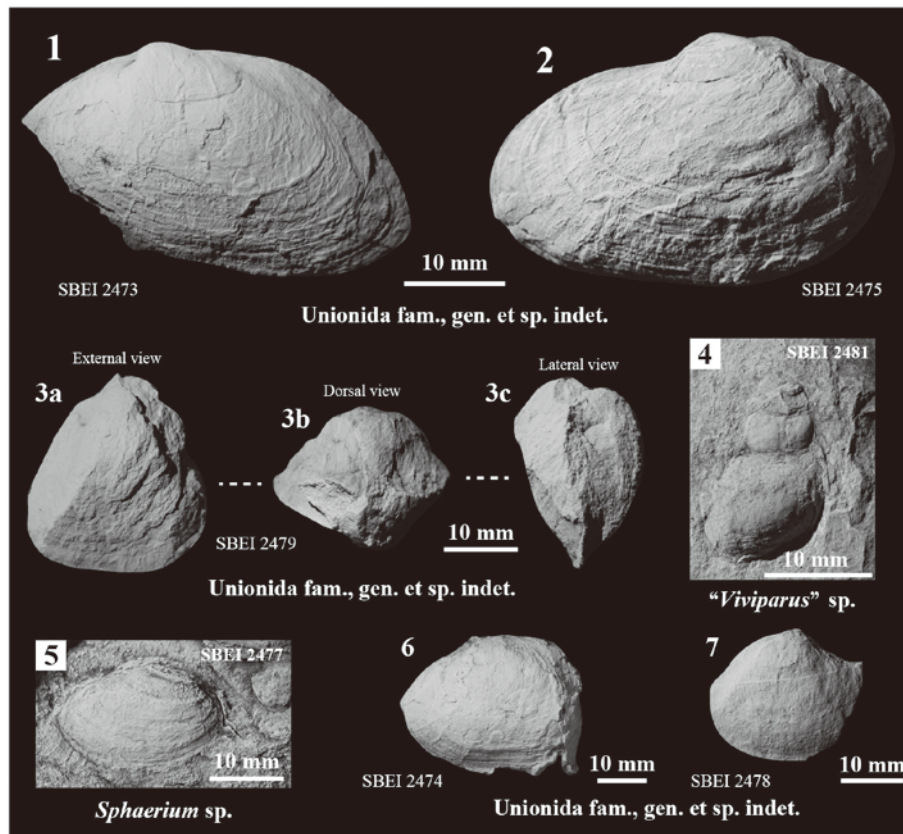 1
2
SBEI 2473
10 mm
SBEI 2475
Unionida fam., gen. et sp. indet.
External view
3a
Dorsal view
3b
Lateral view
3c
SBEI 2479
10 mm
Unionida fam., gen. et sp. indet.
4
SBEI 2481
10 mm
“Viviparus” sp.
5
SBEI 2477
10 mm
Sphaerium sp.
6
7
SBEI 2474
10 mm
SBEI 2478
10 mm
Unionida fam., gen. et sp. indet.